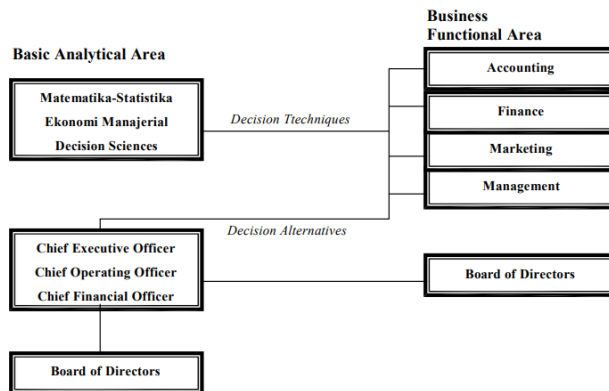 Business
Functional Area
Basic Analytical Area
Accounting
Matematika-Statistika
Ekonomi Manajerial
Decision Sciences
Decision Ttechniques
Finance
Marketing
Management
Decision Alternatives
Chief Executive Officer
Chief Operating Officer
Chief Financial Officer
Board of Directors
Board of Directors